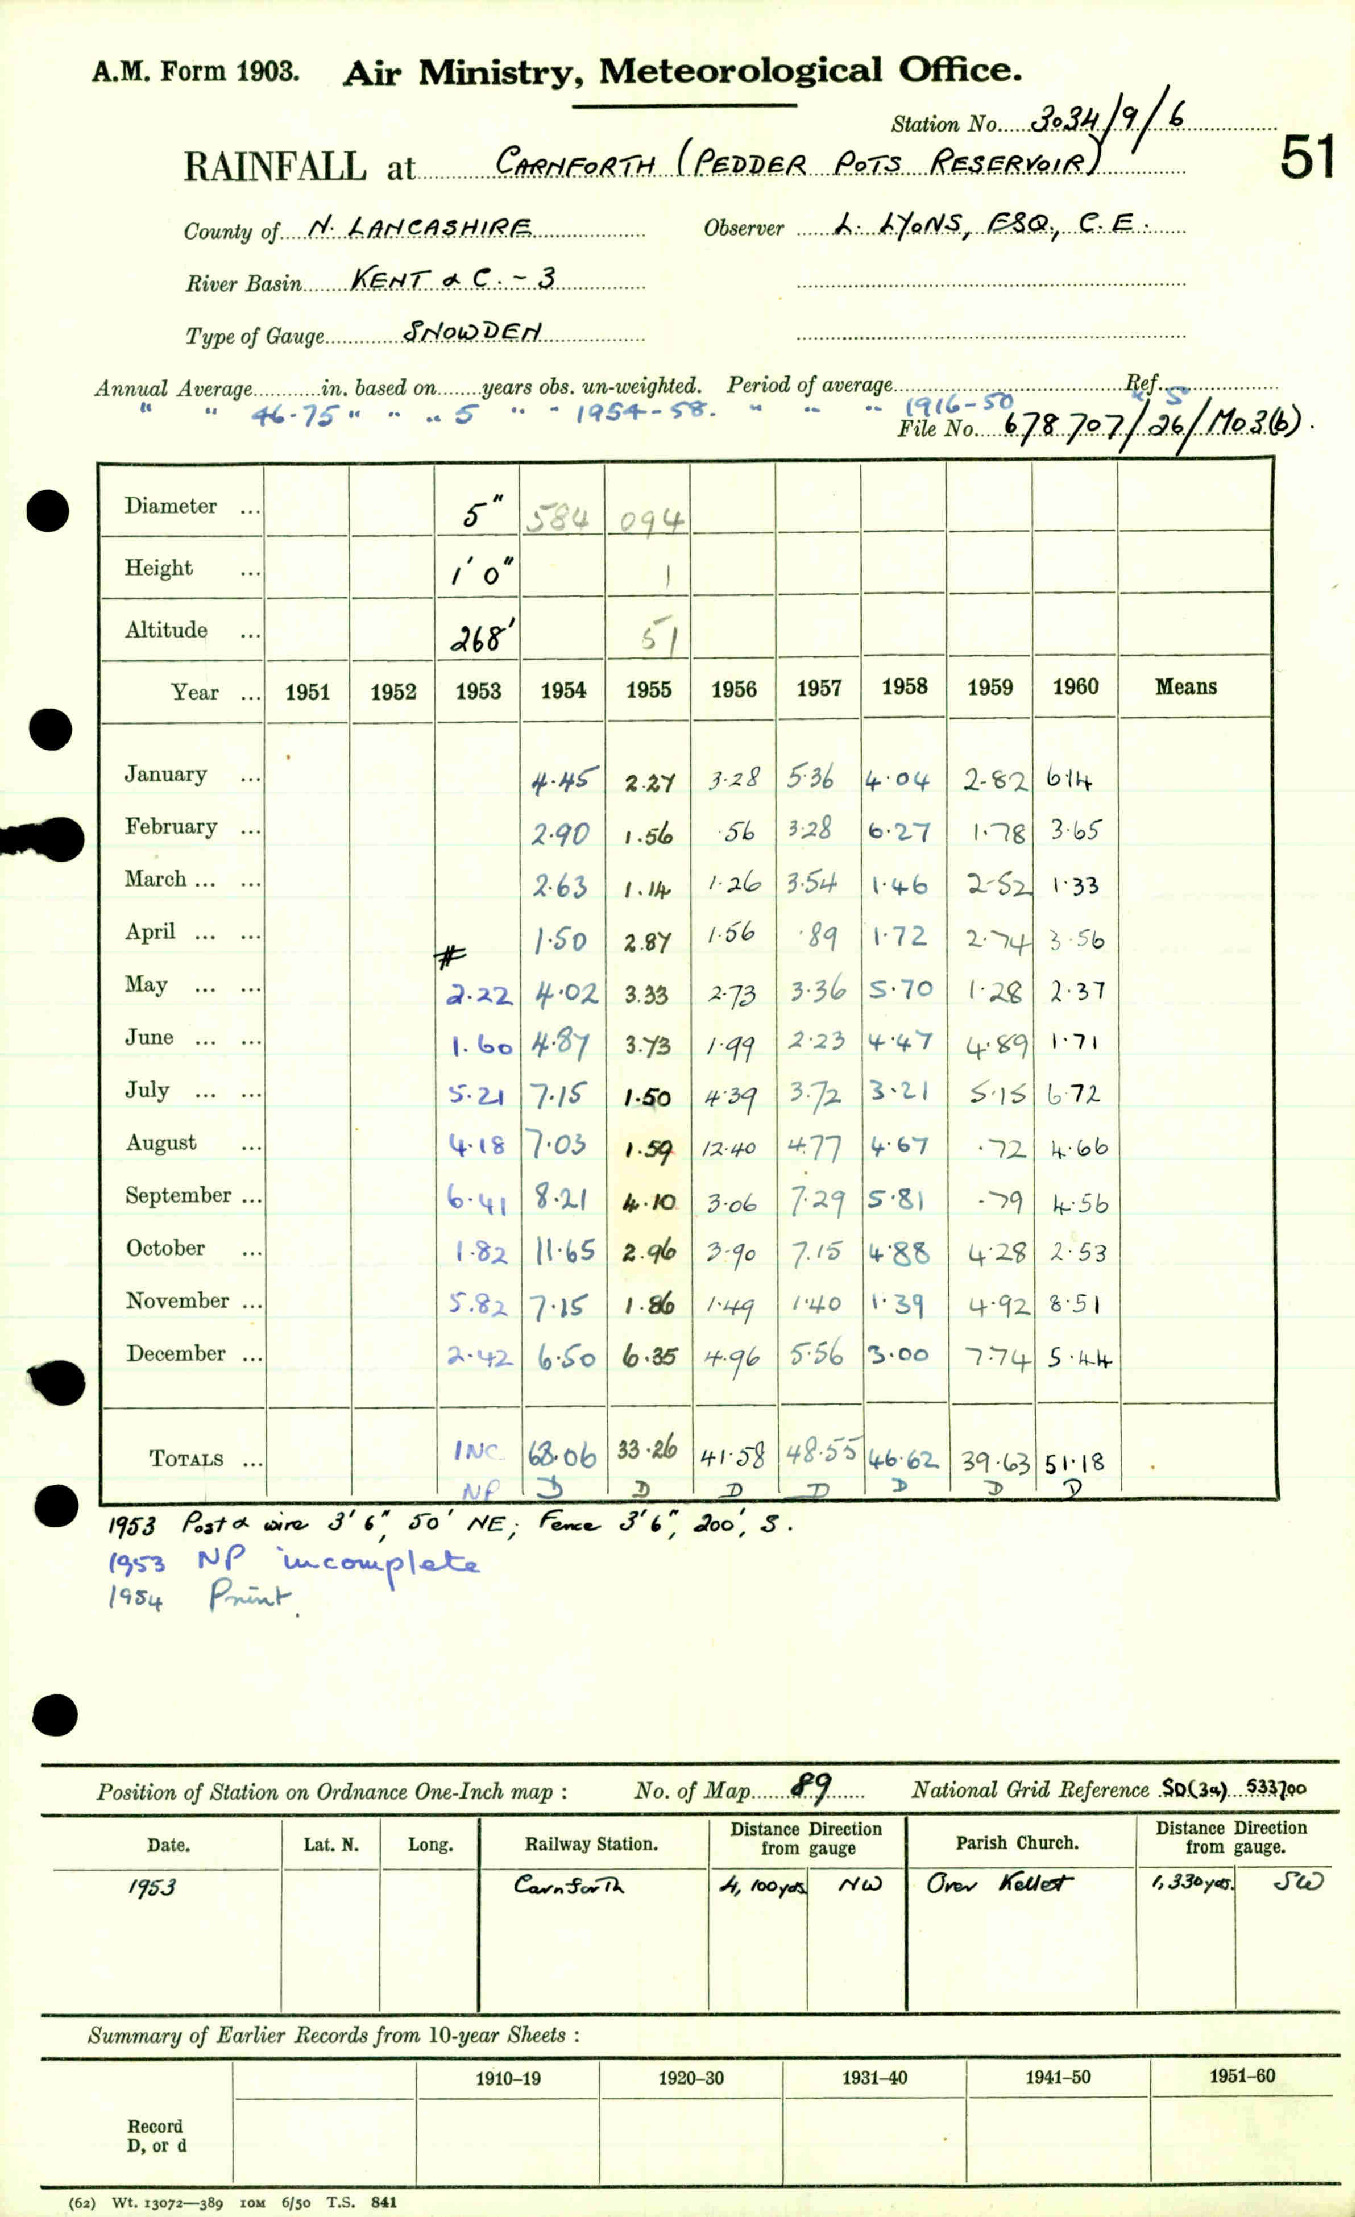 A.M. Form 1903. Air Ministry, Meteorological Office.
Station No. 3034/9/6
51
RAINFALL at CARNFORTH (PEDDER POTS RESERVOIR)
County of N. LANCASHIRE Observer L. LYONS, ESQ., C.E.
River Basin KENT & C. - 3
Type of Gauge SNOWDEN
Annual Average in. based on years obs. un-weighted. Period of average Ref.
" " 46.75 " " " 5 " " 1954-58. " " " 1916-50 5
File No. 678707/26/MO3(b).
Diameter ... 5" 584 094
Height ... 1' 0" 1
Altitude ... 268' 51
Year ... 1951 1952 1953 1954 1955 1956 1957 1958 1959 1960 Means
January ... 4.45 2.27 3.28 5.36 4.04 2.82 6.14
February ... 2.90 1.56 .56 3.28 6.27 1.78 3.65
March ... ... 2.63 1.14 1.26 3.54 1.46 2.52 1.33
April ... ... # 1.50 2.87 1.56 .89 1.72 2.74 3.56
May ... ... 2.22 4.02 3.33 2.73 3.36 5.70 1.28 2.37
June ... ... 1.60 4.87 3.73 1.99 2.23 4.47 4.89 1.71
July ... ... 5.21 7.15 1.50 4.39 3.72 3.21 5.15 6.72
August ... 4.18 7.03 1.59 12.40 4.77 4.67 .72 4.66
September ... 6.41 8.21 4.10 3.06 7.29 5.81 .79 4.56
October ... 1.82 11.65 2.96 3.90 7.15 4.88 4.28 2.53
November ... 5.82 7.15 1.86 1.49 1.40 1.39 4.92 8.51
December ... 2.42 6.50 6.35 4.96 5.56 3.00 7.74 5.44
TOTALS ... INC 68.06 33.26 41.58 48.55 46.62 39.63 51.18
NP D D D D D D D
1953 Post & wire 3' 6", 50' NE; Fence 3' 6", 200', S.
1953 NP incomplete
1954 Print.
Position of Station on Ordnance One-Inch map : No. of Map 89 National Grid Reference SD(34) 533700
Date. Lat. N. Long. Railway Station. Distance Direction from gauge Parish Church. Distance Direction from gauge.
1953 Carnforth 4,100 yds NW Over Kellet 1,330 yds. SW
Summary of Earlier Records from 10-year Sheets :
1910-19 1920-30 1931-40 1941-50 1951-60
Record
D, or d
(62) Wt. 13072—389 10M 6/50 T.S. 841